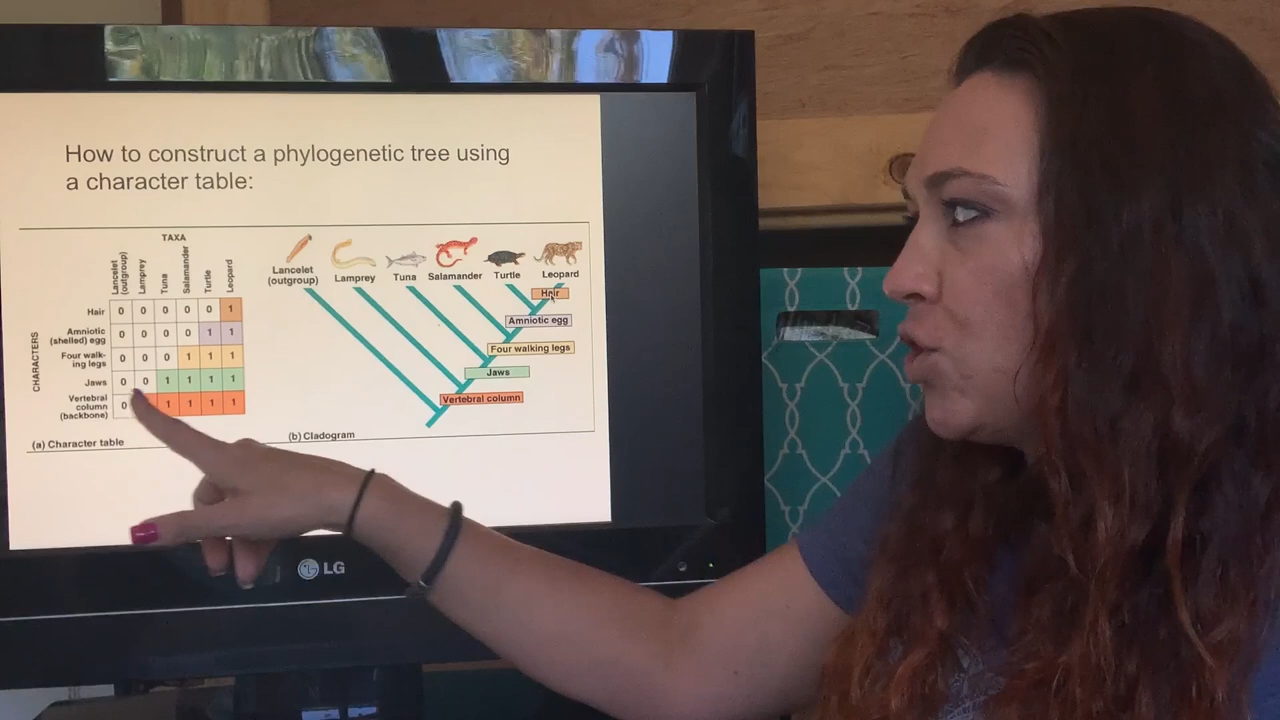 How to construct a phylogenetic tree using
a character table:
TAXA
Lancelet
(outgroup)
Lamprey
Tuna
Salamander
Turtle
Leopard
CHARACTERS
Hair 0 0 0 0 0 1
Amniotic
(shelled) egg 0 0 0 0 1 1
Four walk-
ing legs 0 0 0 1 1 1
Jaws 0 0 1 1 1 1
Vertebral
column
(backbone) 0 1 1 1 1
(a) Character table
Lancelet
(outgroup)
Lamprey
Tuna
Salamander
Turtle
Leopard
Hair
Amniotic egg
Four walking legs
Jaws
Vertebral column
(b) Cladogram
LG